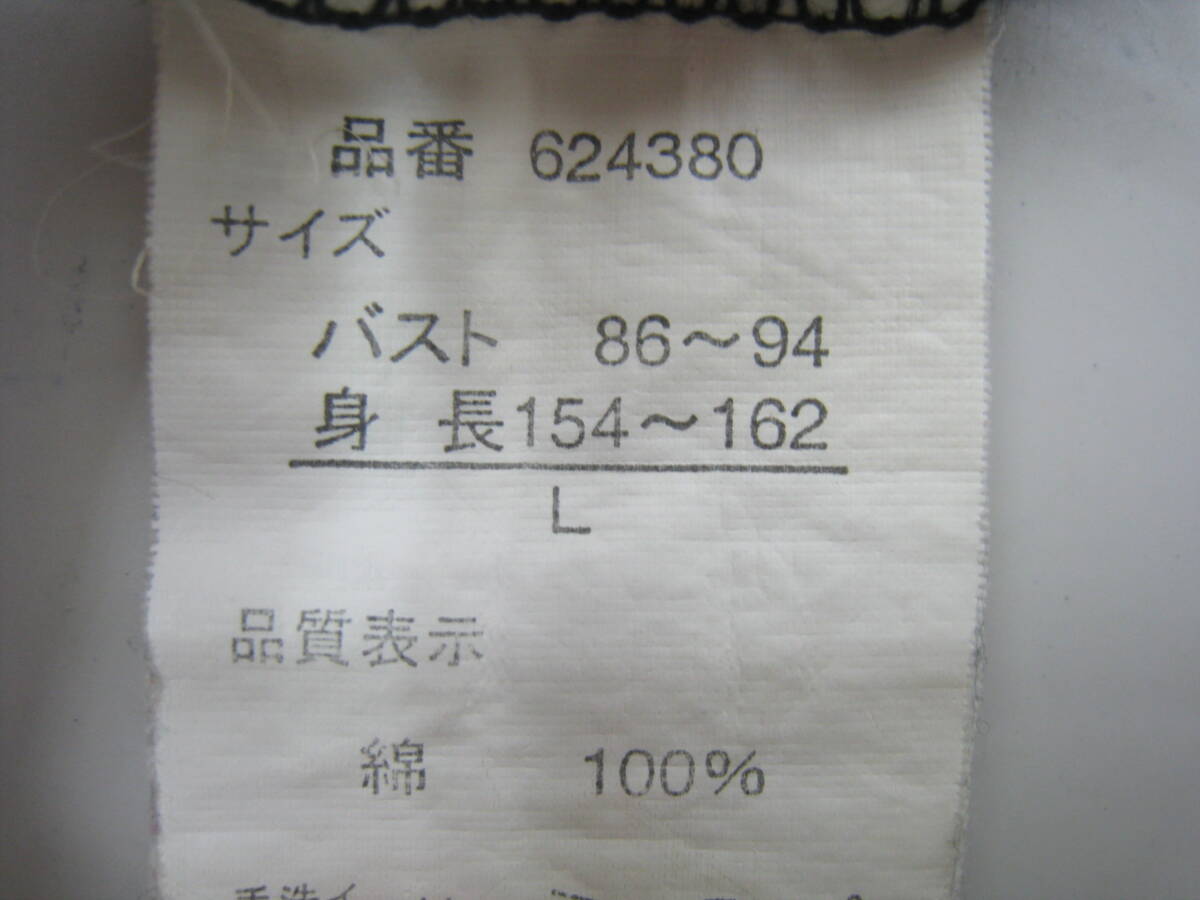 品番 624380
サイズ
バスト 86～94
身 長154～162
L
品質表示
綿 100%